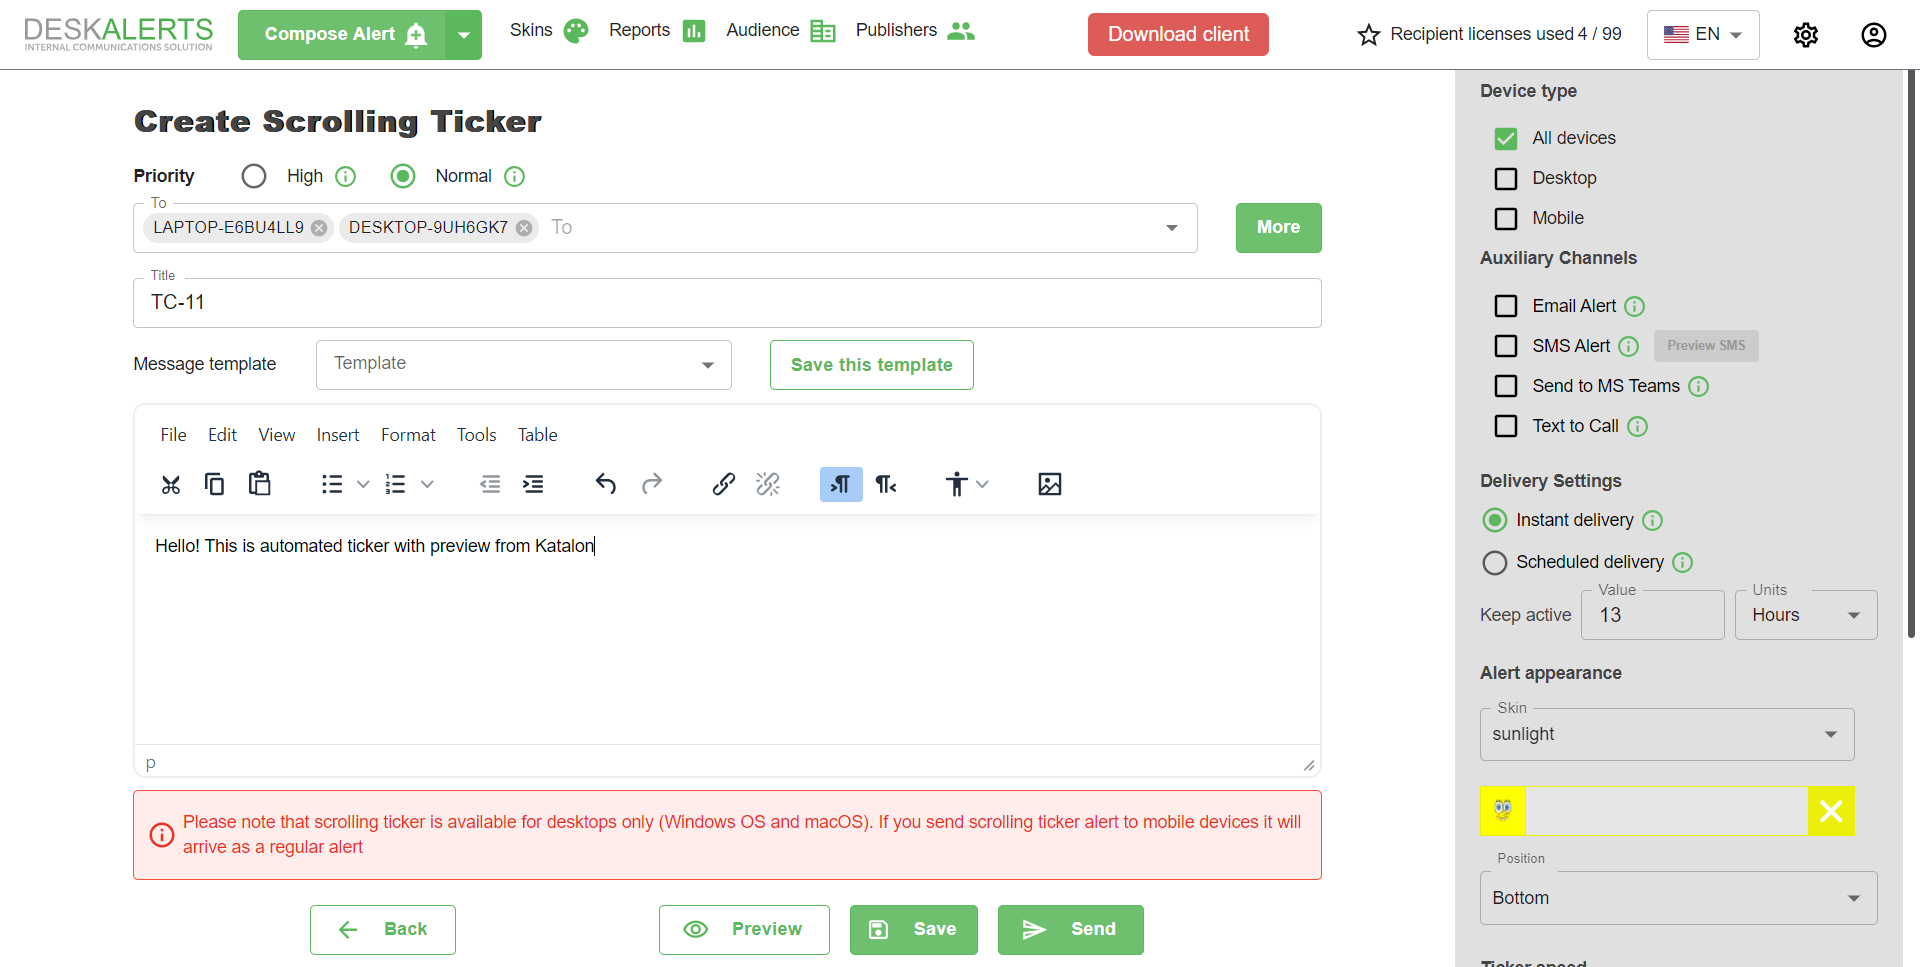 DESKALERTS
INTERNAL COMMUNICATIONS SOLUTION
Compose Alert
Skins
Reports
Audience
Publishers
Download client
Recipient licenses used 4 / 99
EN
Create Scrolling Ticker
Priority
High
Normal
To
LAPTOP-E6BU4LL9
DESKTOP-9UH6GK7
To
More
Title
TC-11
Message template
Template
Save this template
File
Edit
View
Insert
Format
Tools
Table
Hello! This is automated ticker with preview from Katalon
p
Please note that scrolling ticker is available for desktops only (Windows OS and macOS). If you send scrolling ticker alert to mobile devices it will
arrive as a regular alert
Back
Preview
Save
Send
Device type
All devices
Desktop
Mobile
Auxiliary Channels
Email Alert
SMS Alert
Preview SMS
Send to MS Teams
Text to Call
Delivery Settings
Instant delivery
Scheduled delivery
Keep active
Value
13
Units
Hours
Alert appearance
Skin
sunlight
Position
Bottom
Ticker speed